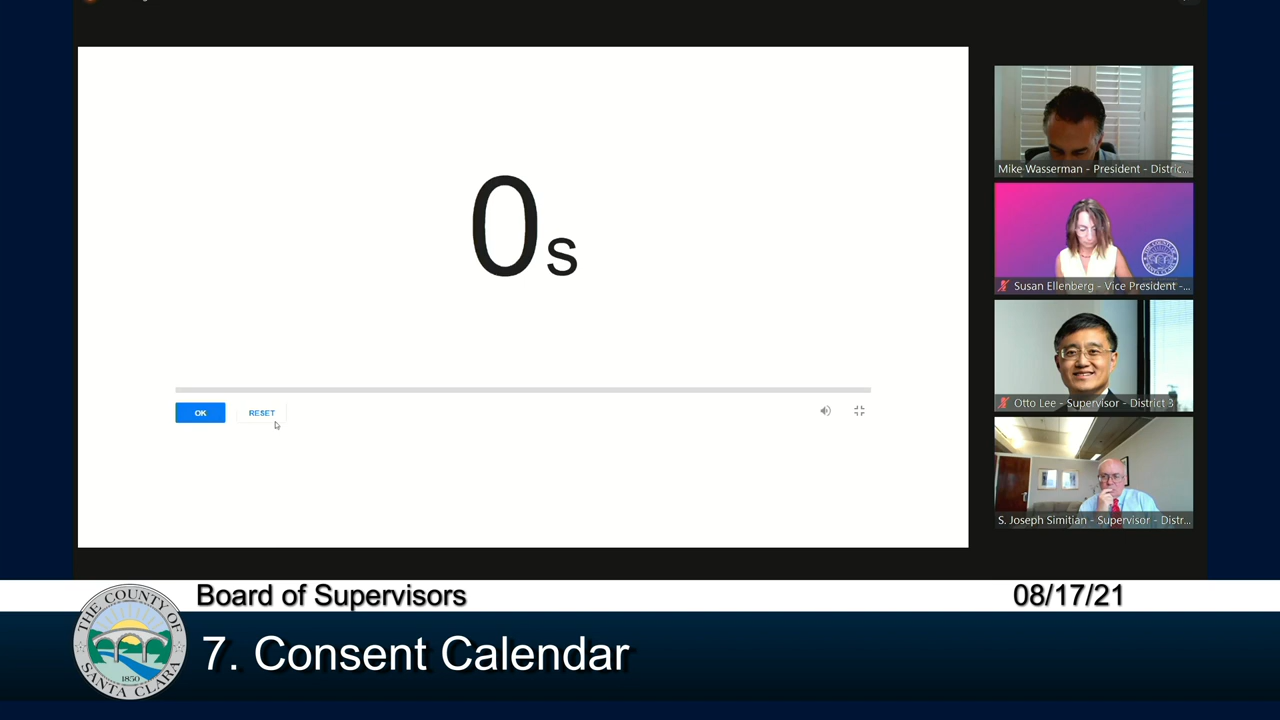 0s
OK
RESET
Mike Wasserman - President - Distric...
Susan Ellenberg - Vice President -...
Otto Lee - Supervisor - District 3
S. Joseph Simitian - Supervisor - Distr...
Board of Supervisors
08/17/21
7. Consent Calendar
THE COUNTY OF
SANTA CLARA
1850